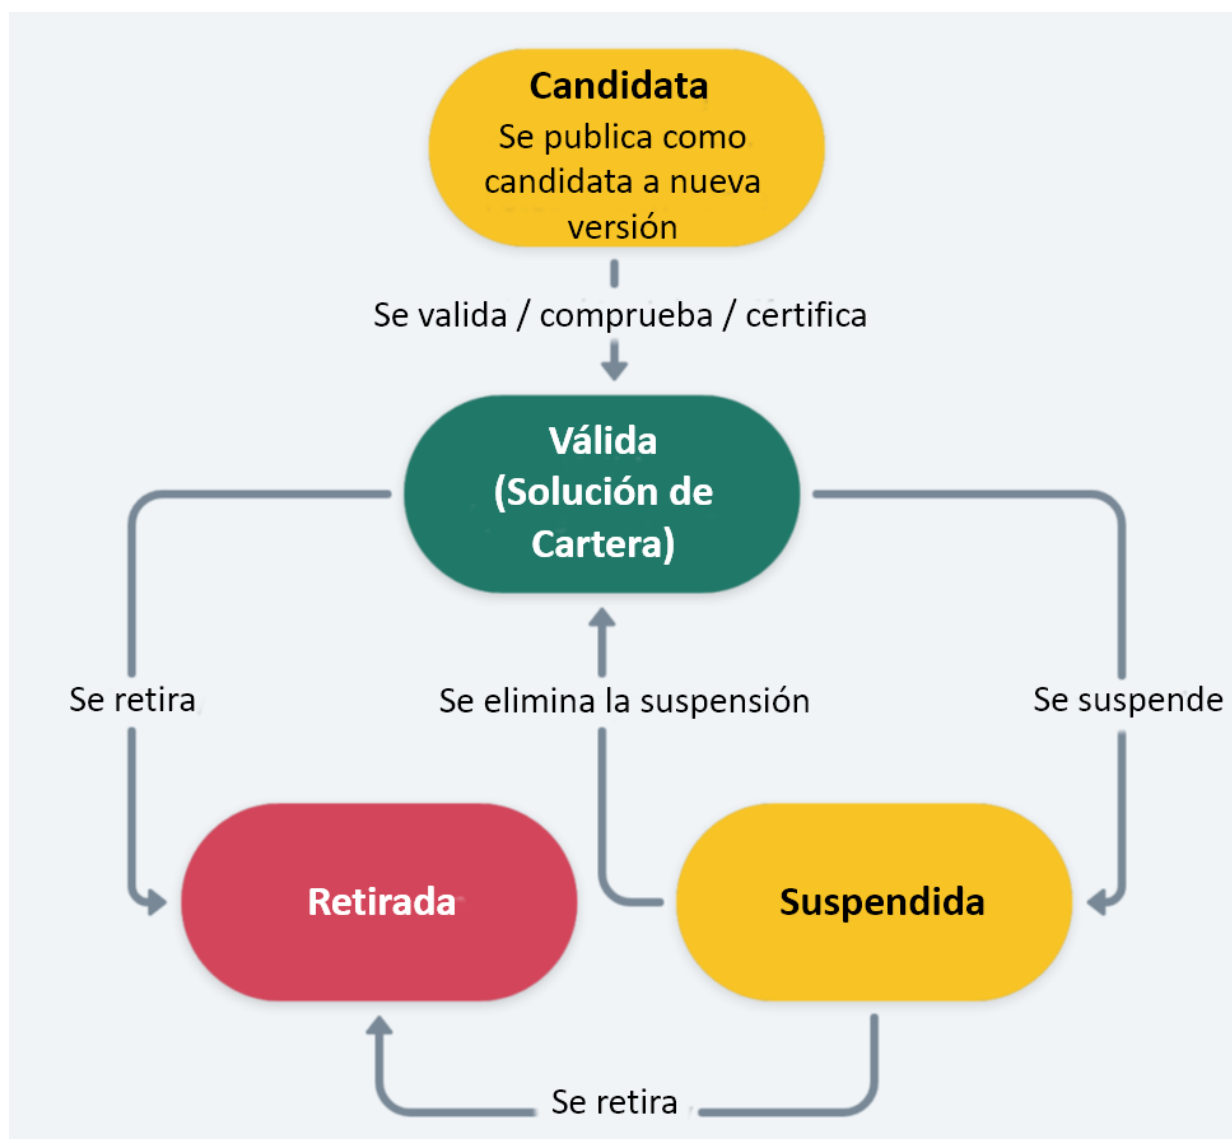 Candidata
Se publica como
candidata a nueva
versión
Se valida / comprueba / certifica
Válida
(Solución de
Cartera)
Se retira
Se elimina la suspensión
Se suspende
Retirada
Suspendida
Se retira